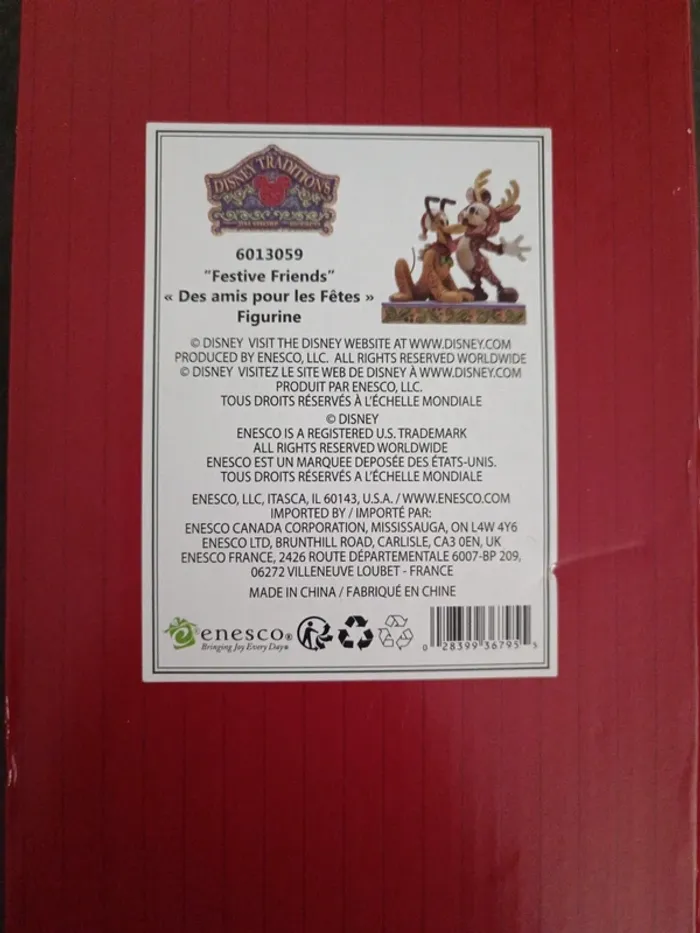 DISNEY TRADITIONS
6013059
"Festive Friends"
« Des amis pour les Fêtes »
Figurine
© DISNEY VISIT THE DISNEY WEBSITE AT WWW.DISNEY.COM
PRODUCED BY ENESCO, LLC. ALL RIGHTS RESERVED WORLDWIDE
© DISNEY VISITEZ LE SITE WEB DE DISNEY À WWW.DISNEY.COM
PRODUIT PAR ENESCO, LLC.
TOUS DROITS RÉSERVÉS À L'ÉCHELLE MONDIALE
© DISNEY
ENESCO IS A REGISTERED U.S. TRADEMARK
ALL RIGHTS RESERVED WORLDWIDE
ENESCO EST UN MARQUEE DEPOSÉE DES ÉTATS-UNIS.
TOUS DROITS RÉSERVÉS A L'ÉCHELLE MONDIALE
ENESCO, LLC, ITASCA, IL 60143, U.S.A. / WWW.ENESCO.COM
IMPORTED BY / IMPORTÉ PAR:
ENESCO CANADA CORPORATION, MISSISSAUGA, ON L4W 4Y6
ENESCO LTD, BRUNTHILL ROAD, CARLISLE, CA3 0EN, UK
ENESCO FRANCE, 2426 ROUTE DÉPARTEMENTALE 6007-BP 209,
06272 VILLENEUVE LOUBET - FRANCE
MADE IN CHINA / FABRIQUÉ EN CHINE
enesco®
Bringing Joy Every Day
0 28399 36795 5